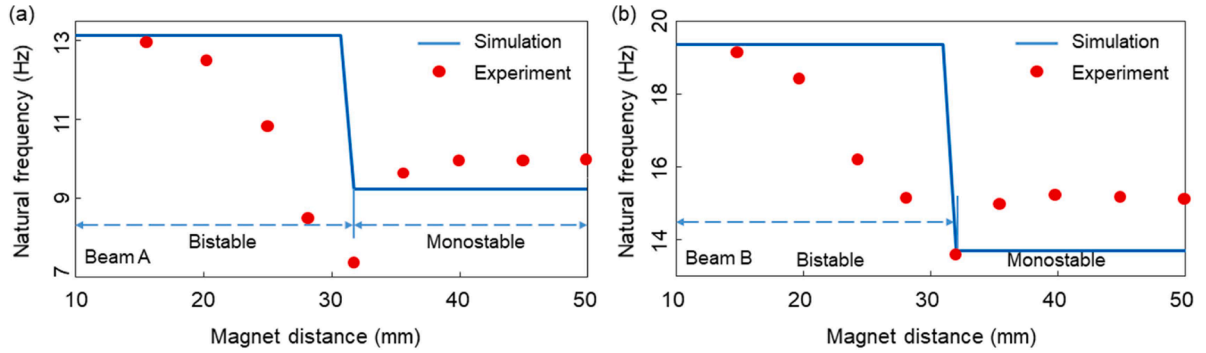 (a)
Natural frequency (Hz)
13
11
9
7
Simulation
Experiment
Bistable
Monostable
Beam A
10
20
30
40
50
Magnet distance (mm)
(b)
Natural frequency (Hz)
20
18
16
14
Simulation
Experiment
Beam B
Bistable
Monostable
10
20
30
40
50
Magnet distance (mm)